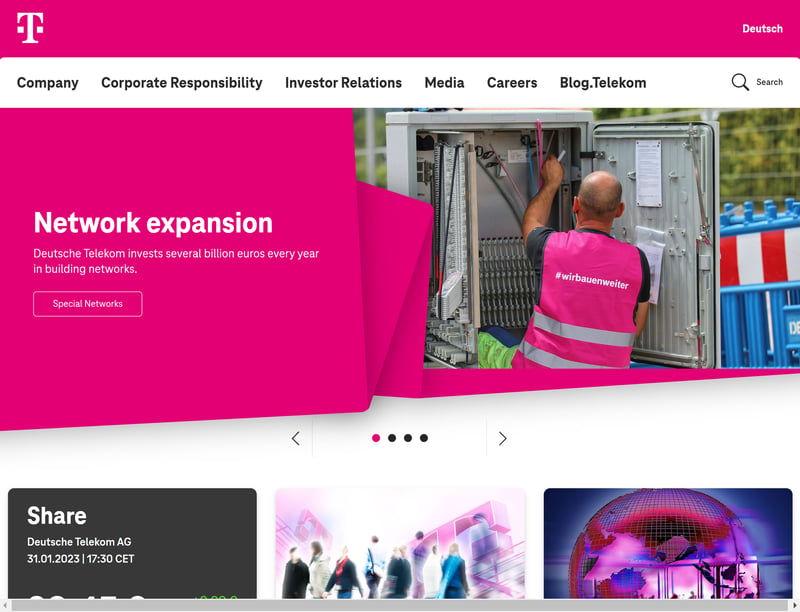 T
Deutsch
Company
Corporate Responsibility
Investor Relations
Media
Careers
Blog.Telekom
Search
Network expansion
Deutsche Telekom invests several billion euros every year
in building networks.
Special Networks
#wirbauenweiter
Share
Deutsche Telekom AG
31.01.2023 | 17:30 CET